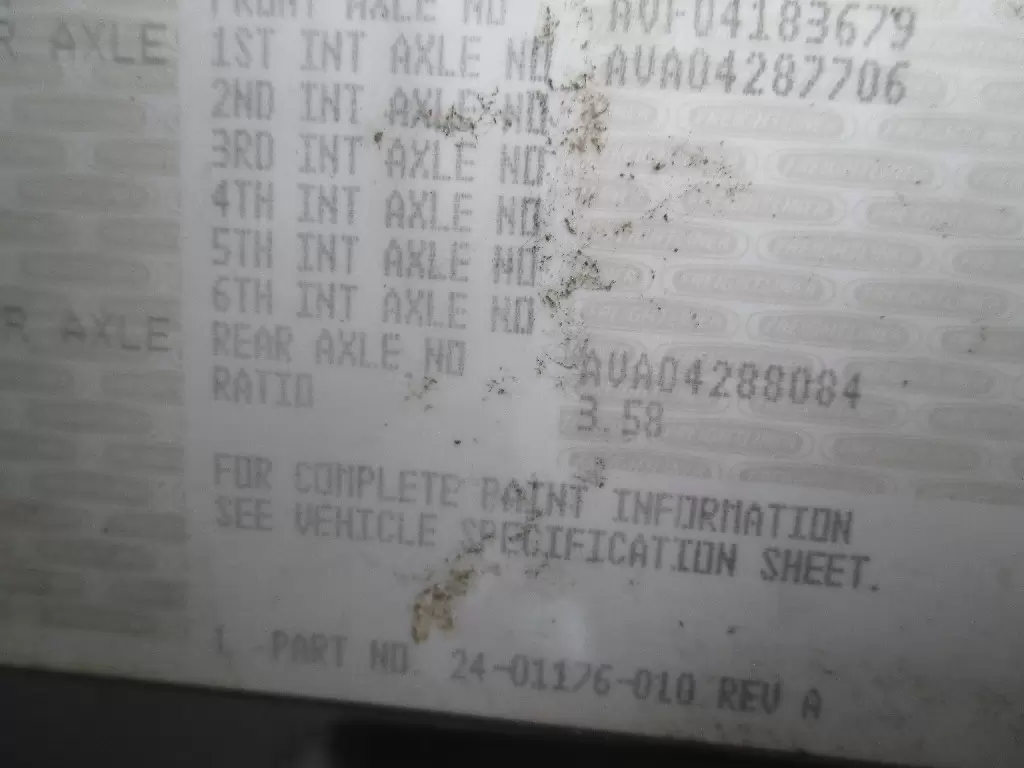 FRONT AXLE NO AVF04183679
R AXLE 1ST INT AXLE NO AVA04287706
2ND INT AXLE NO
3RD INT AXLE NO
4TH INT AXLE NO
5TH INT AXLE NO
6TH INT AXLE NO
R AXLE REAR AXLE NO AVA04288084
RATIO 3.58
FOR COMPLETE PAINT INFORMATION
SEE VEHICLE SPECIFICATION SHEET.
PART NO. 24-01176-010 REV A